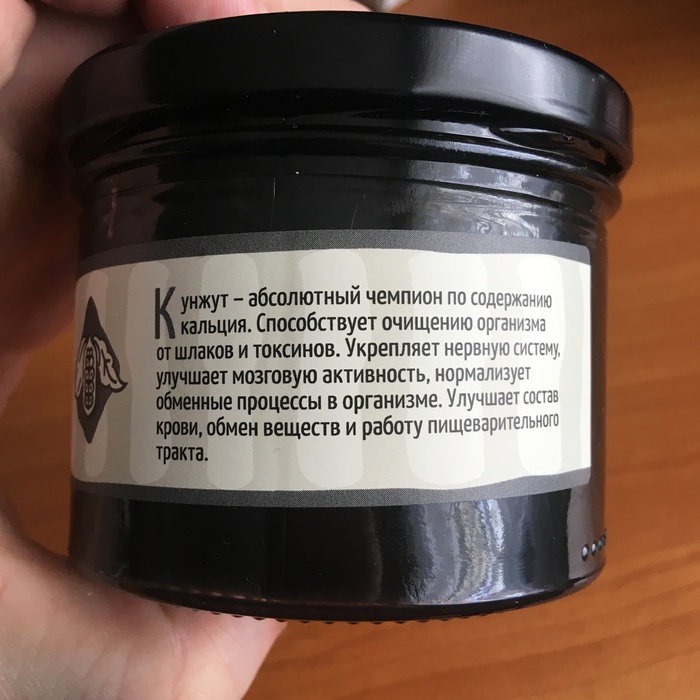 Кунжут – абсолютный чемпион по содержанию
кальция. Способствует очищению организма
от шлаков и токсинов. Укрепляет нервную систему,
улучшает мозговую активность, нормализует
обменные процессы в организме. Улучшает состав
крови, обмен веществ и работу пищеварительного
тракта.